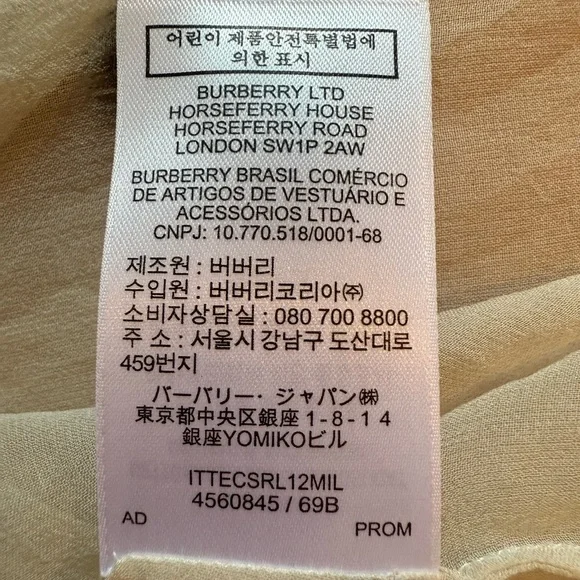 어린이 제품안전특별법에
의한 표시
BURBERRY LTD
HORSEFERRY HOUSE
HORSEFERRY ROAD
LONDON SW1P 2AW
BURBERRY BRASIL COMÉRCIO
DE ARTIGOS DE VESTUÁRIO E
ACESSÓRIOS LTDA.
CNPJ: 10.770.518/0001-68
제조원 : 버버리
수입원 : 버버리코리아㈜
소비자상담실 : 080 700 8800
주 소 : 서울시 강남구 도산대로
459번지
バーバリー・ジャパン㈱
東京都中央区銀座 1 - 8 - 1 4
銀座YOMIKOビル
ITTECSRL12MIL
4560845 / 69B
AD PROM